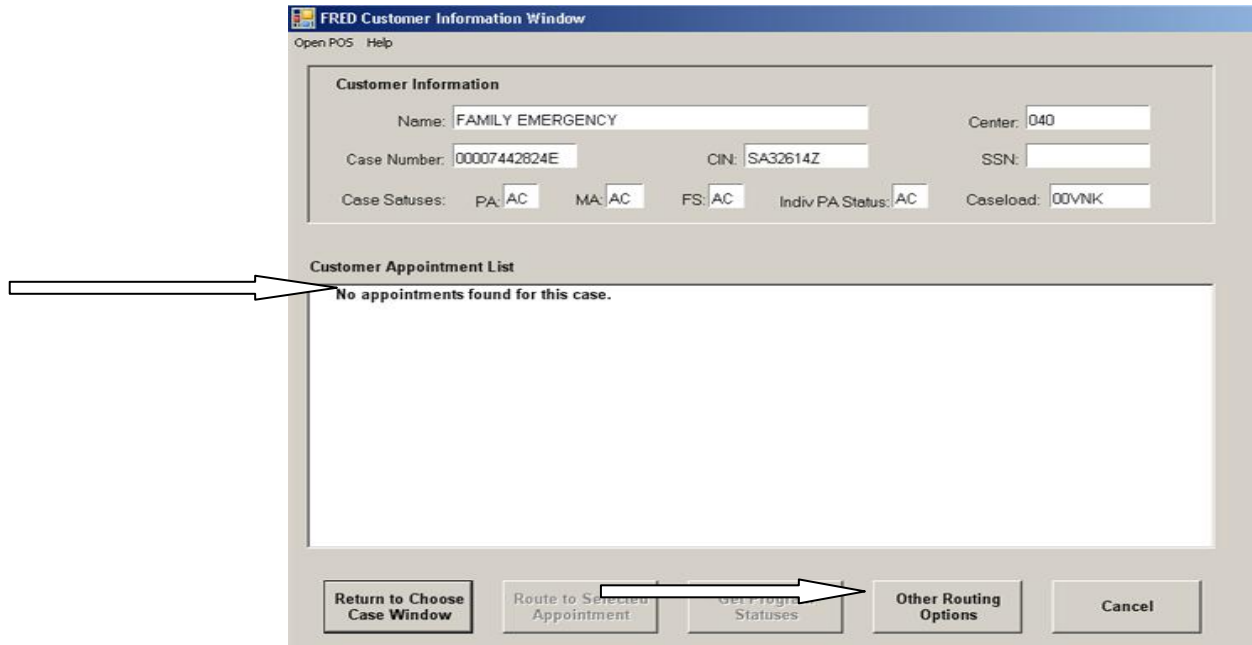 FRED Customer Information Window
Open POS Help
Customer Information
Name: FAMILY EMERGENCY Center: 040
Case Number: 00007442824E CIN: SA32614Z SSN:
Case Satuses: PA: AC MA: AC FS: AC Indiv PA Status: AC Caseload: 00VNK
Customer Appointment List
No appointments found for this case.
Return to Choose Case Window
Route to Selected Appointment
Get Program Statuses
Other Routing Options
Cancel